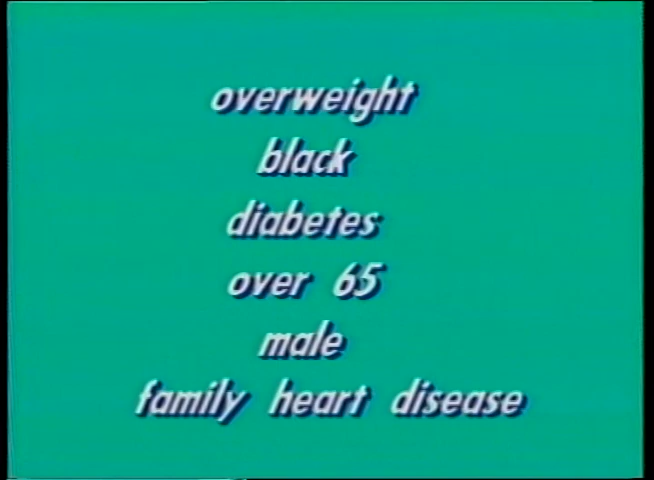 overweight
black
diabetes
over 65
male
family heart disease